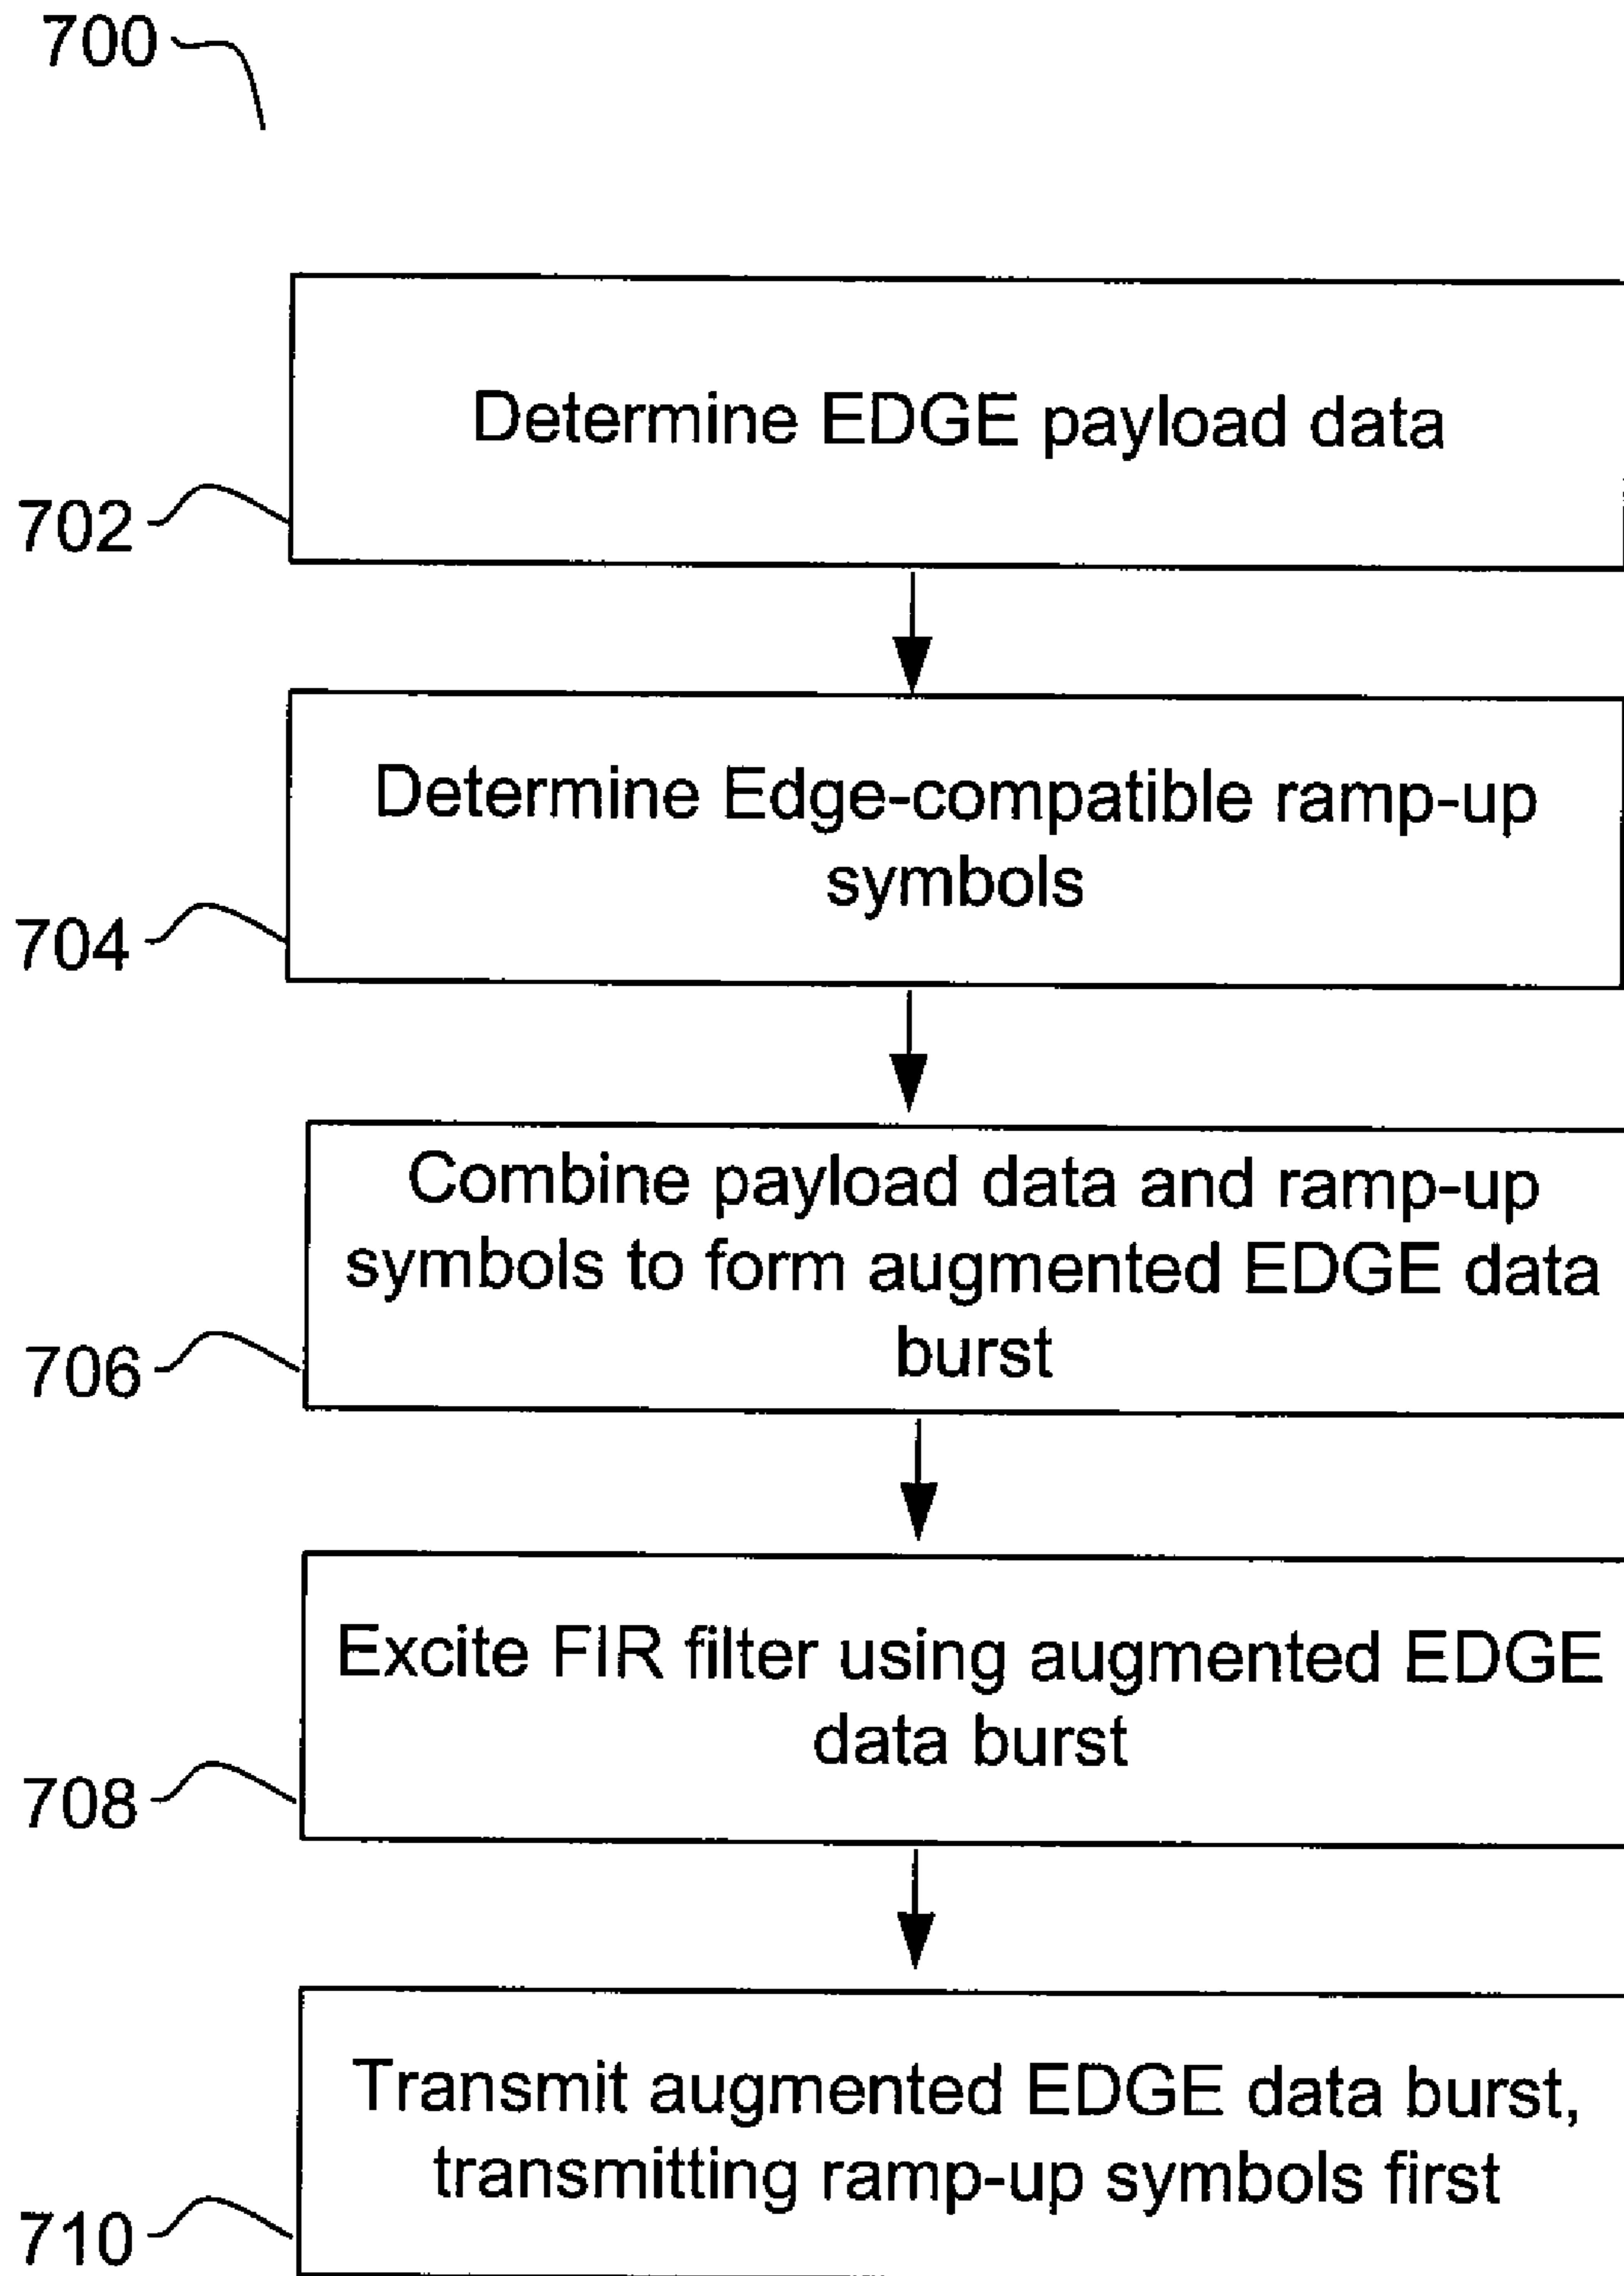 700
Determine EDGE payload data
702
Determine Edge-compatible ramp-up
symbols
704
Combine payload data and ramp-up
symbols to form augmented EDGE data
burst
706
Excite FIR filter using augmented EDGE
data burst
708
Transmit augmented EDGE data burst,
transmitting ramp-up symbols first
710